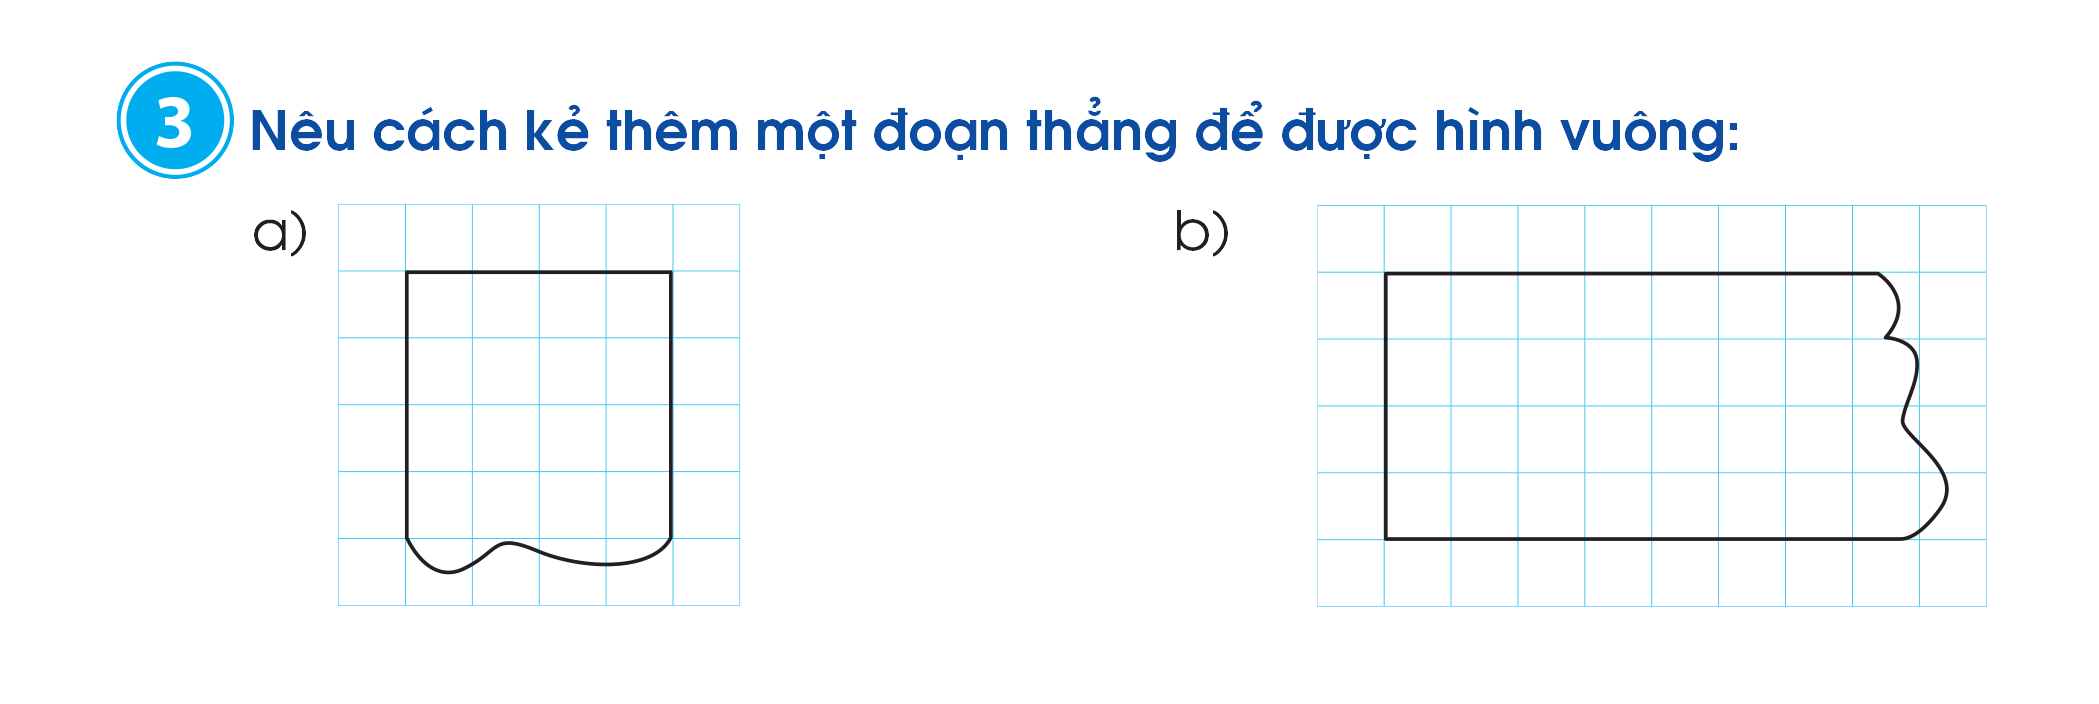 3 Nêu cách kẻ thêm một đoạn thẳng để được hình vuông:
a) b)